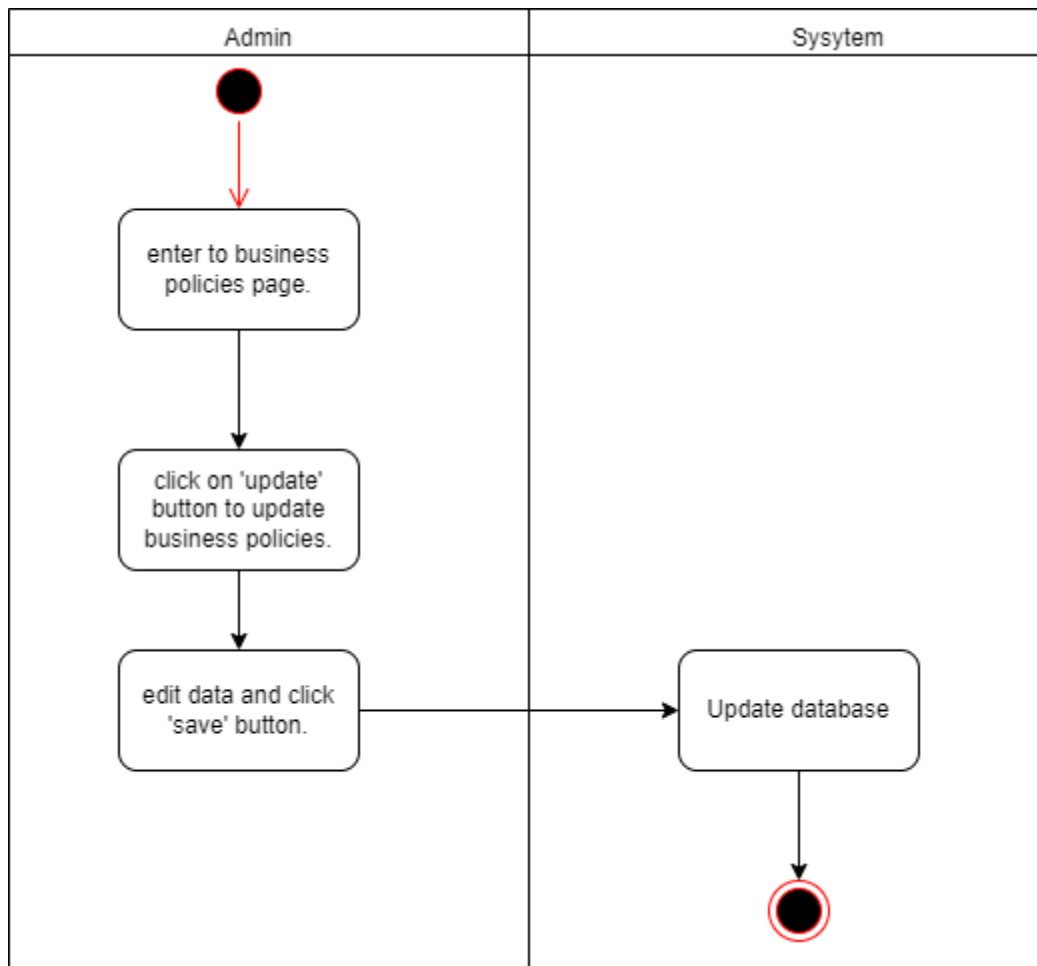 Admin
Sysytem
enter to business
policies page.
click on 'update'
button to update
business policies.
edit data and click
'save' button.
Update database